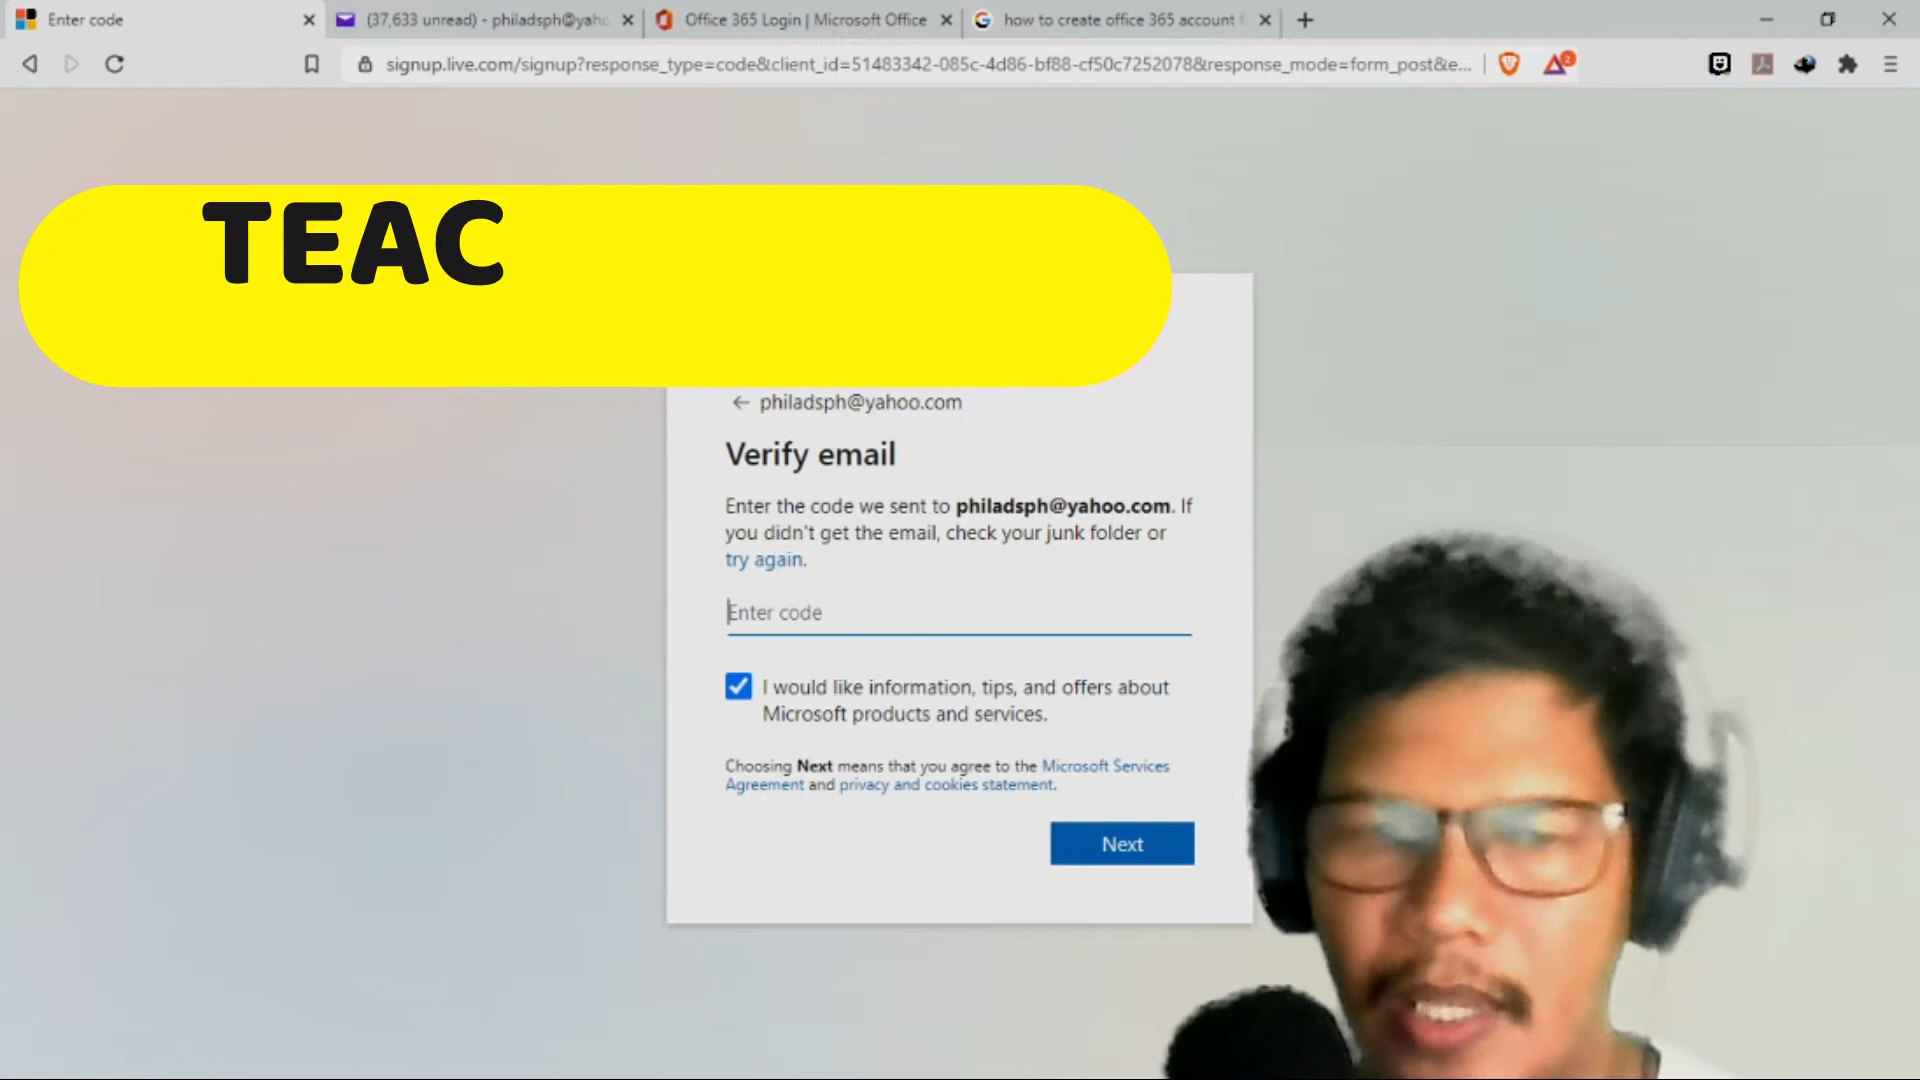 Enter code
(37,633 unread) - philadsph@yaho
Office 365 Login | Microsoft Office
how to create office 365 account f
signup.live.com/signup?response_type=code&client_id=51483342-085c-4d86-bf88-cf50c7252078&response_mode=form_post&e...
2
TEAC
philadsph@yahoo.com
Verify email
Enter the code we sent to philadsph@yahoo.com. If
you didn't get the email, check your junk folder or
try again.
Enter code
I would like information, tips, and offers about
Microsoft products and services.
Choosing Next means that you agree to the Microsoft Services
Agreement and privacy and cookies statement.
Next